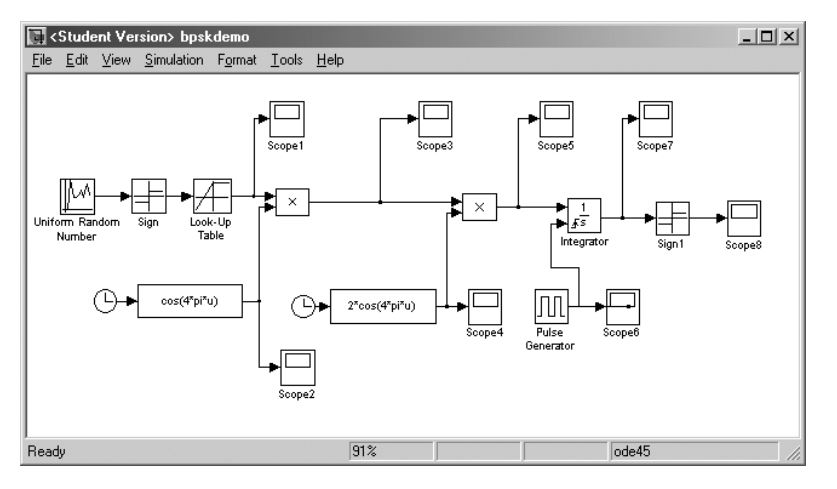 <Student Version> bpskdemo
File Edit View Simulation Format Tools Help
Scope1
Scope3
Scope5
Scope7
Uniform Random
Number
Sign
Look-Up
Table
×
×
1
s
Integrator
Sign1
Scope8
cos(4*pi*u)
2*cos(4*pi*u)
Scope4
Pulse
Generator
Scope6
Scope2
Ready
91%
ode45